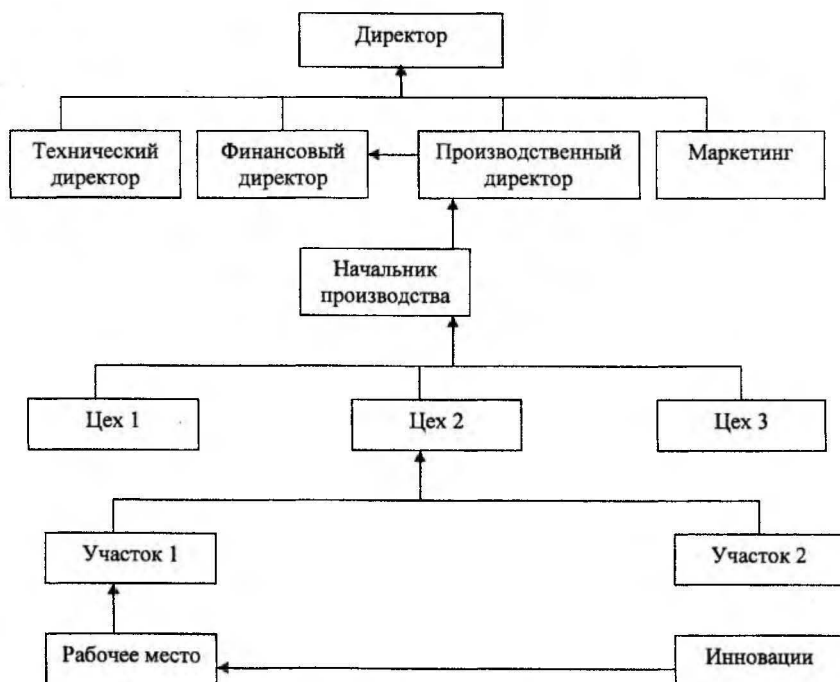 Директор
Технический
директор
Финансовый
директор
Производственный
директор
Маркетинг
Начальник
производства
Цех 1
Цех 2
Цех 3
Участок 1
Участок 2
Рабочее место
Инновации